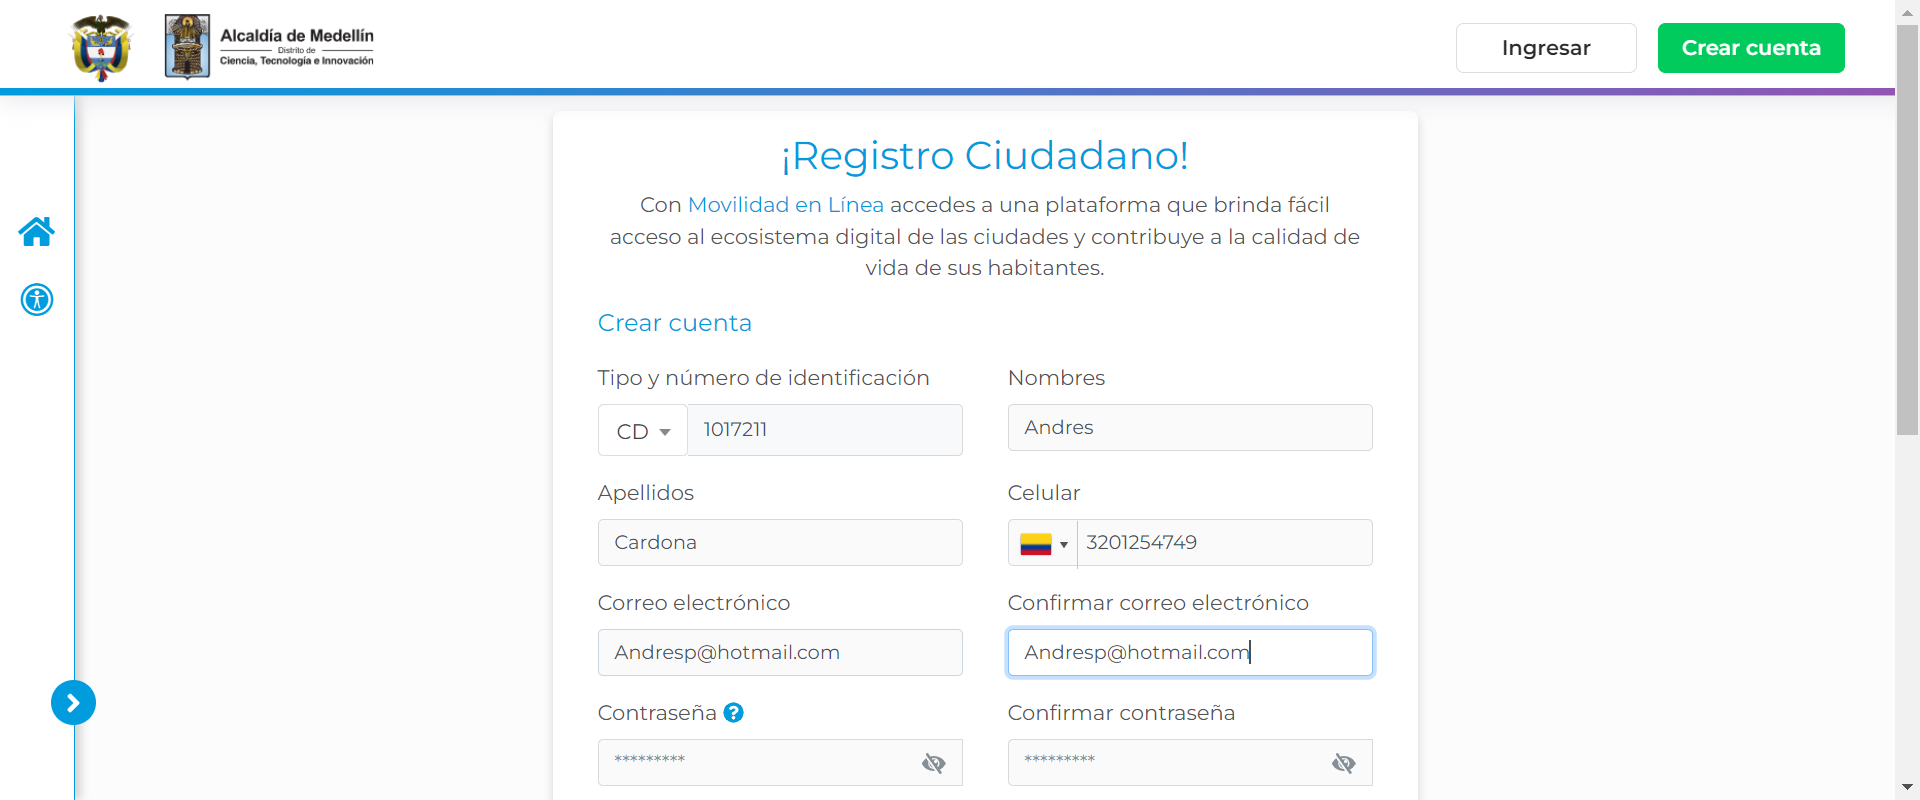 Alcaldía de Medellín
Distrito de
Ciencia, Tecnología e Innovación
Ingresar
Crear cuenta
¡Registro Ciudadano!
Con Movilidad en Línea accedes a una plataforma que brinda fácil
acceso al ecosistema digital de las ciudades y contribuye a la calidad de
vida de sus habitantes.
Crear cuenta
Tipo y número de identificación
Nombres
CD
1017211
Andres
Apellidos
Celular
Cardona
3201254749
Correo electrónico
Confirmar correo electrónico
Andresp@hotmail.com
Andresp@hotmail.com
Contraseña ?
Confirmar contraseña
*********
*********